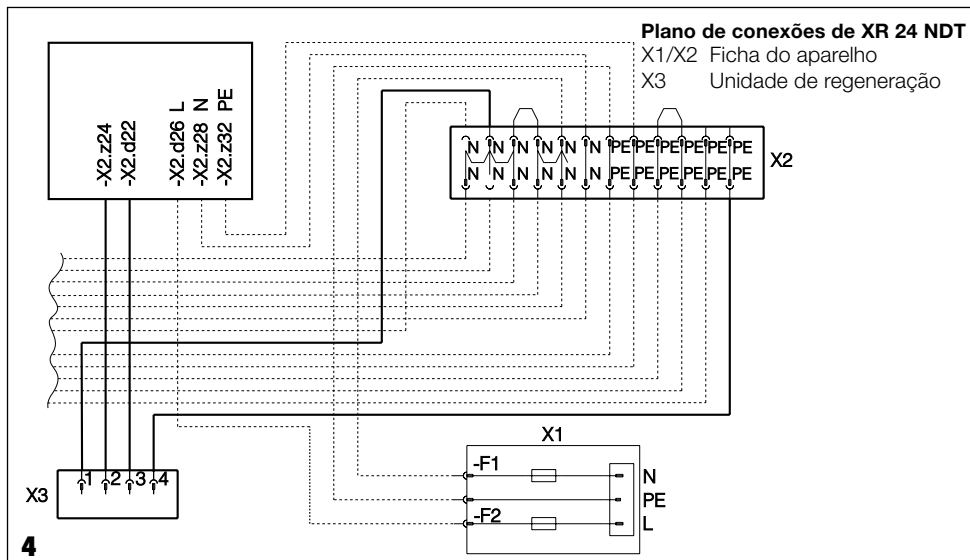 Plano de conexões de XR 24 NDT
X1/X2 Ficha do aparelho
X3 Unidade de regeneração
-X2.z24
-X2.d22
-X2.d26 L
-X2.z28 N
-X2.z32 PE
N N N N N N PE PE PE PE PE PE
N N N N N N PE PE PE PE PE PE
X2
X1
-F1 N
PE
-F2 L
X3 1 2 3 4
4